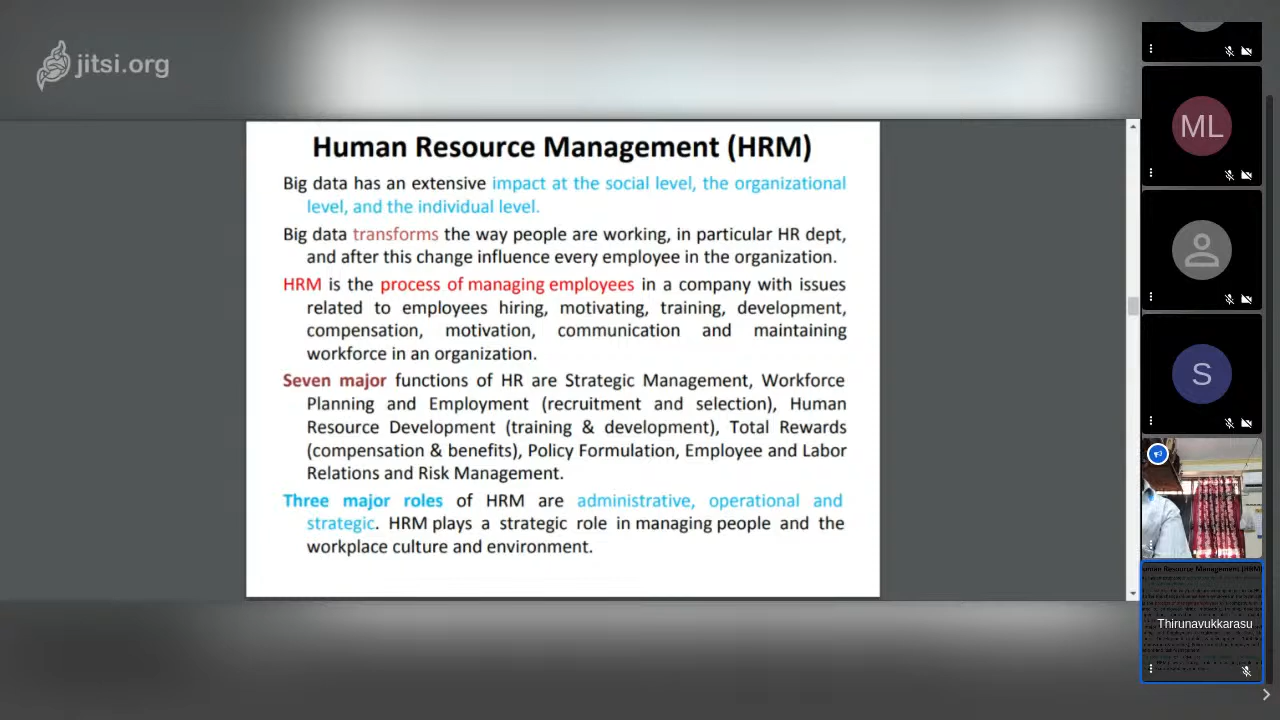 jitsi.org
Human Resource Management (HRM)
Big data has an extensive impact at the social level, the organizational
level, and the individual level.
Big data transforms the way people are working, in particular HR dept,
and after this change influence every employee in the organization.
HRM is the process of managing employees in a company with issues
related to employees hiring, motivating, training, development,
compensation, motivation, communication and maintaining
workforce in an organization.
Seven major functions of HR are Strategic Management, Workforce
Planning and Employment (recruitment and selection), Human
Resource Development (training & development), Total Rewards
(compensation & benefits), Policy Formulation, Employee and Labor
Relations and Risk Management.
Three major roles of HRM are administrative, operational and
strategic. HRM plays a strategic role in managing people and the
workplace culture and environment.
ML
S
Thirunavukkarasu